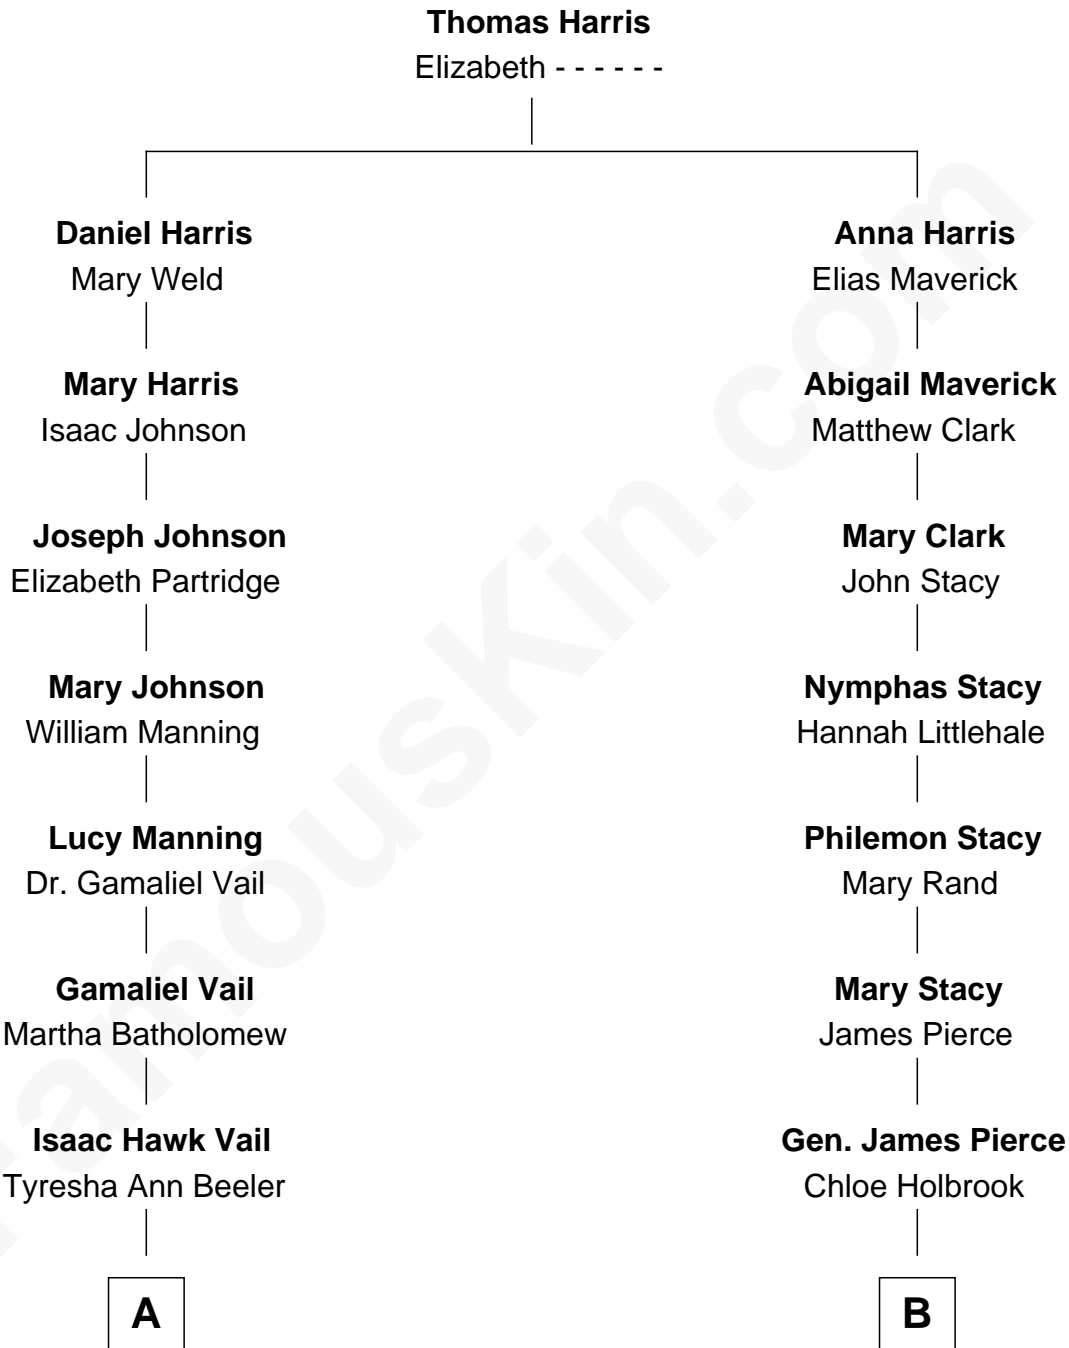 Thomas Harris
Elizabeth - - - - - -
Daniel Harris
Mary Weld
Anna Harris
Elias Maverick
Mary Harris
Isaac Johnson
Abigail Maverick
Matthew Clark
Joseph Johnson
Elizabeth Partridge
Mary Clark
John Stacy
Mary Johnson
William Manning
Nymphas Stacy
Hannah Littlehale
Lucy Manning
Dr. Gamaliel Vail
Philemon Stacy
Mary Rand
Gamaliel Vail
Martha Batholomew
Mary Stacy
James Pierce
Isaac Hawk Vail
Tyresha Ann Beeler
Gen. James Pierce
Chloe Holbrook
A
B
FamousKin.com